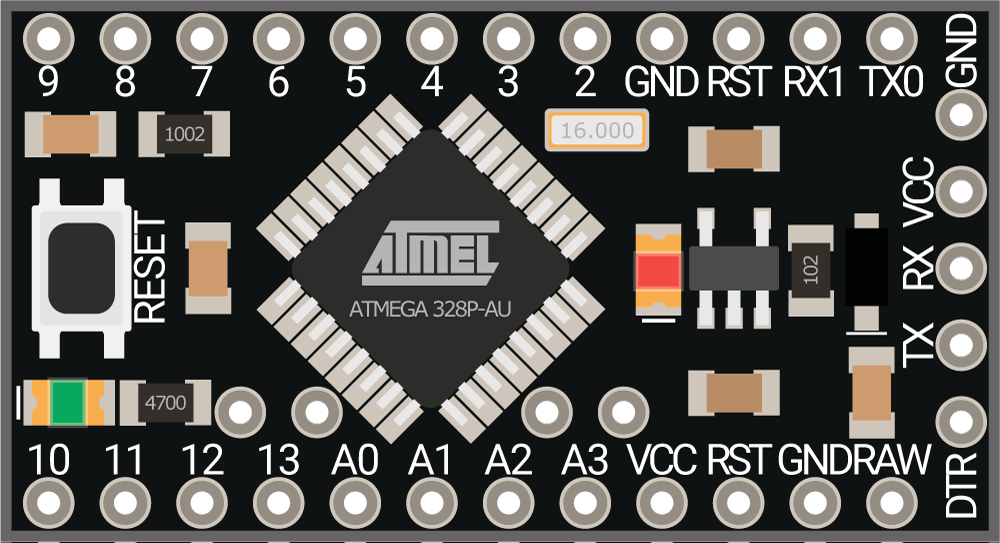 9 8 7 6 5 4 3 2 GND RST RX1 TX0
GND
1002
16.000
VCC
RESET
ATMEL
RX
102
ATMEGA 328P-AU
TX
4700
10 11 12 13 A0 A1 A2 A3 VCC RST GND RAW
DTR